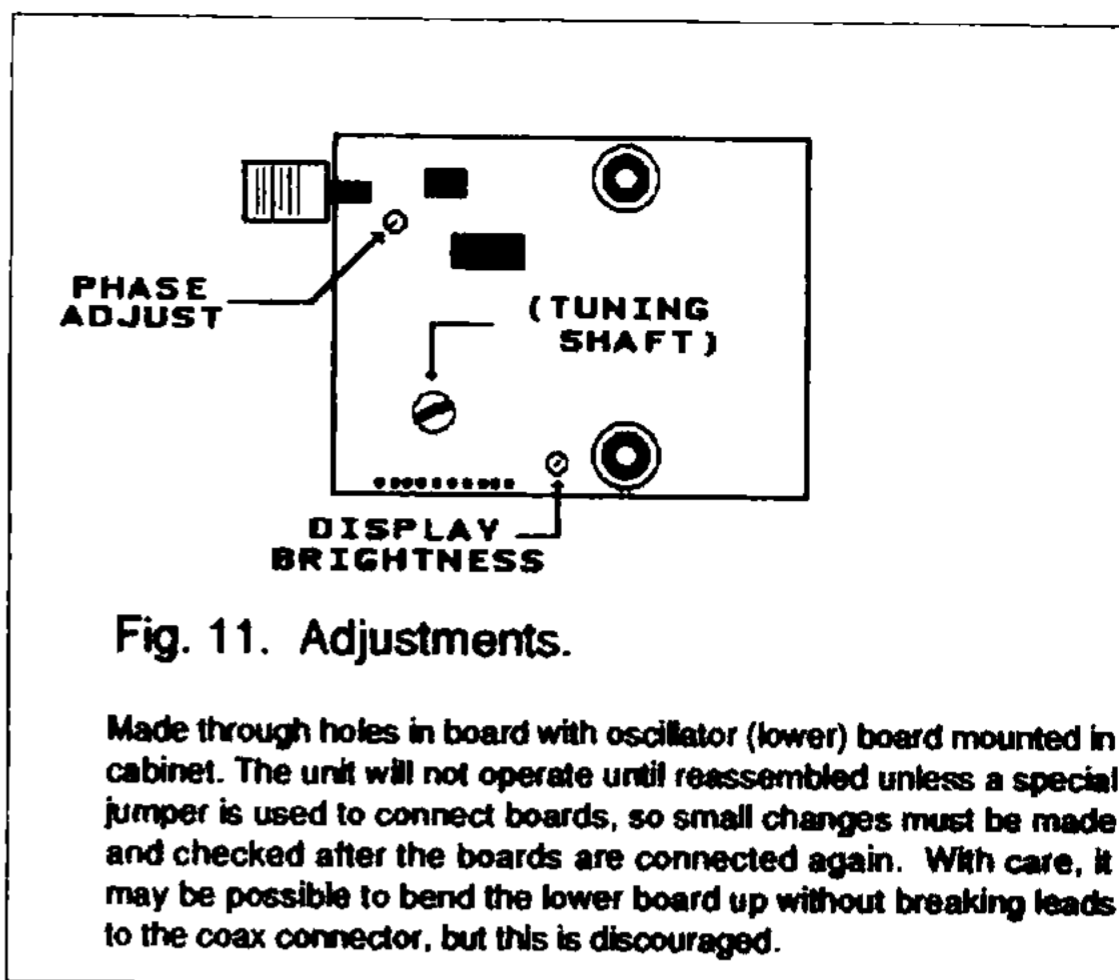 PHASE
ADJUST
(TUNING
SHAFT)
DISPLAY
BRIGHTNESS
Fig. 11. Adjustments.
Made through holes in board with oscillator (lower) board mounted in
cabinet. The unit will not operate until reassembled unless a special
jumper is used to connect boards, so small changes must be made
and checked after the boards are connected again. With care, it
may be possible to bend the lower board up without breaking leads
to the coax connector, but this is discouraged.